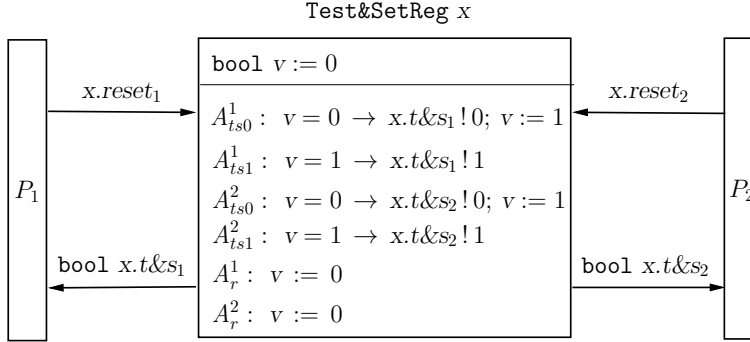 Test&SetReg x
bool v := 0
x.reset₁
x.reset₂
A¹ₜₛ₀ : v = 0 → x.t&s₁ ! 0; v := 1
A¹ₜₛ₁ : v = 1 → x.t&s₁ ! 1
P₁
P₂
A²ₜₛ₀ : v = 0 → x.t&s₂ ! 0; v := 1
A²ₜₛ₁ : v = 1 → x.t&s₂ ! 1
bool x.t&s₁
bool x.t&s₂
A¹ᵣ : v := 0
A²ᵣ : v := 0